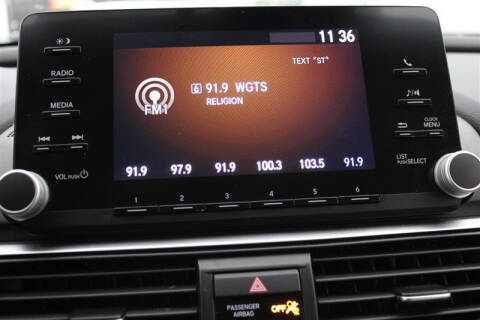 11 36
TEXT "ST"
RADIO
MEDIA
VOL PUSH
FM1
6 91.9 WGTS
RELIGION
91.9 97.9 91.9 100.3 103.5 91.9
1 2 3 4 5 6
CLOCK
MENU
LIST
PUSH SELECT
PASSENGER
AIRBAG
OFF